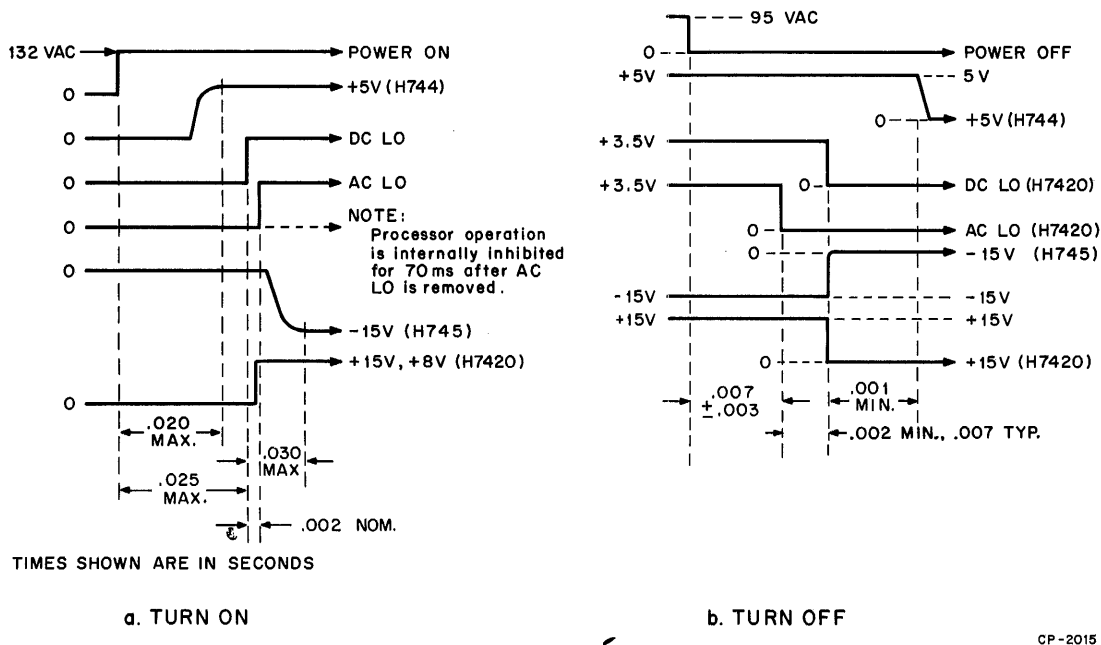 132 VAC
POWER ON
0
+5V (H744)
0
DC LO
0
AC LO
0
NOTE:
Processor operation
is internally inhibited
for 70 ms after AC
LO is removed.
0
-15V (H745)
+15V, +8V (H7420)
0
.020
MAX.
.030
MAX
.025
MAX.
.002 NOM.
TIMES SHOWN ARE IN SECONDS
a. TURN ON
95 VAC
0
POWER OFF
+5V
5V
0
+5V (H744)
+3.5V
0
DC LO (H7420)
+3.5V
0
AC LO (H7420)
0
-15V (H745)
-15V
-15V
+15V
+15V
0
+15V (H7420)
.007
±.003
.001
MIN.
.002 MIN., .007 TYP.
b. TURN OFF
CP-2015